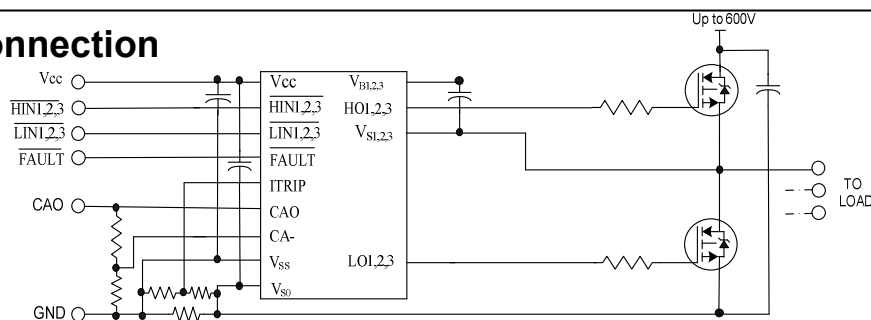 onnection
Up to 600V
Vcc
HIN1,2,3
LIN1,2,3
FAULT
CAO
GND
Vcc
HIN1,2,3
LIN1,2,3
FAULT
ITRIP
CAO
CA-
VSS
VS0
VB1,2,3
HO1,2,3
VS1,2,3
LO1,2,3
TO
LOAD